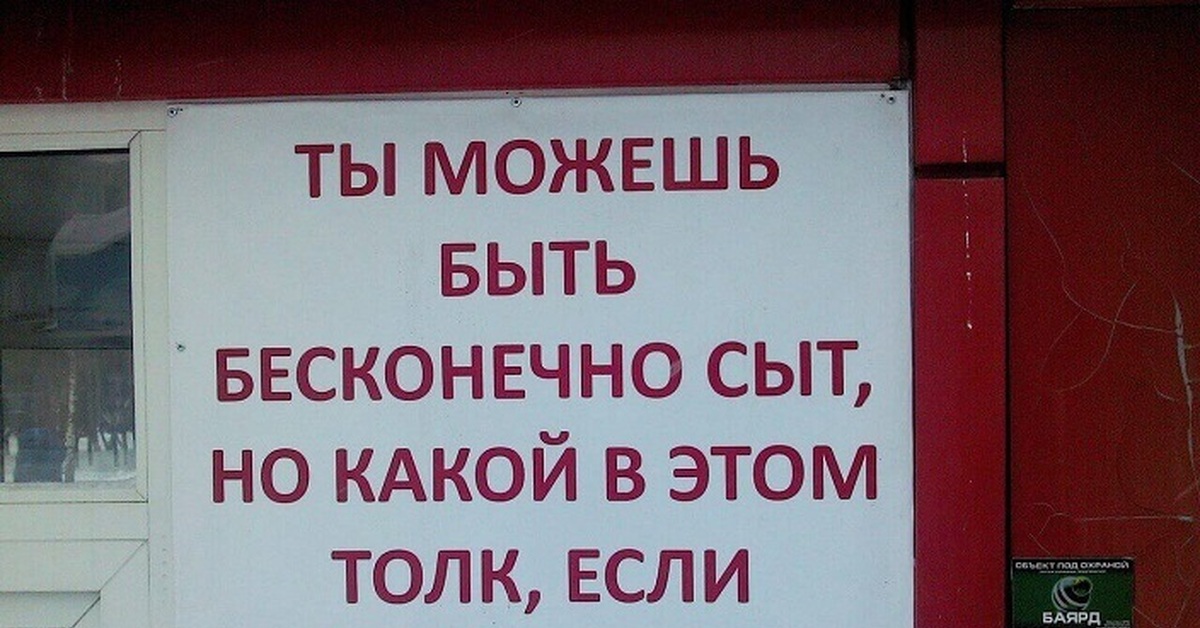 ТЫ МОЖЕШЬ
БЫТЬ
БЕСКОНЕЧНО СЫТ,
НО КАКОЙ В ЭТОМ
ТОЛК, ЕСЛИ
ОБЪЕКТ ПОД ОХРАНОЙ
БАЯРД